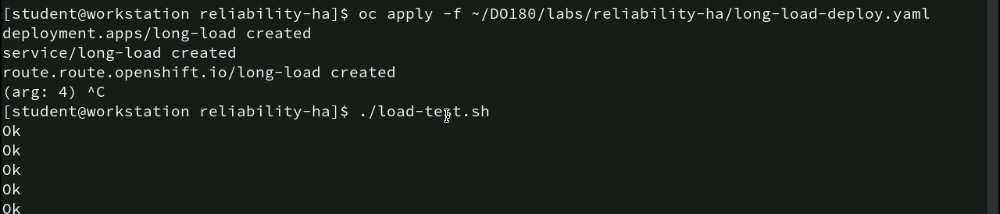 [student@workstation reliability-ha]$ oc apply -f ~/DO180/labs/reliability-ha/long-load-deploy.yaml
deployment.apps/long-load created
service/long-load created
route.route.openshift.io/long-load created
(arg: 4) ^C
[student@workstation reliability-ha]$ ./load-test.sh
Ok
Ok
Ok
Ok
Ok